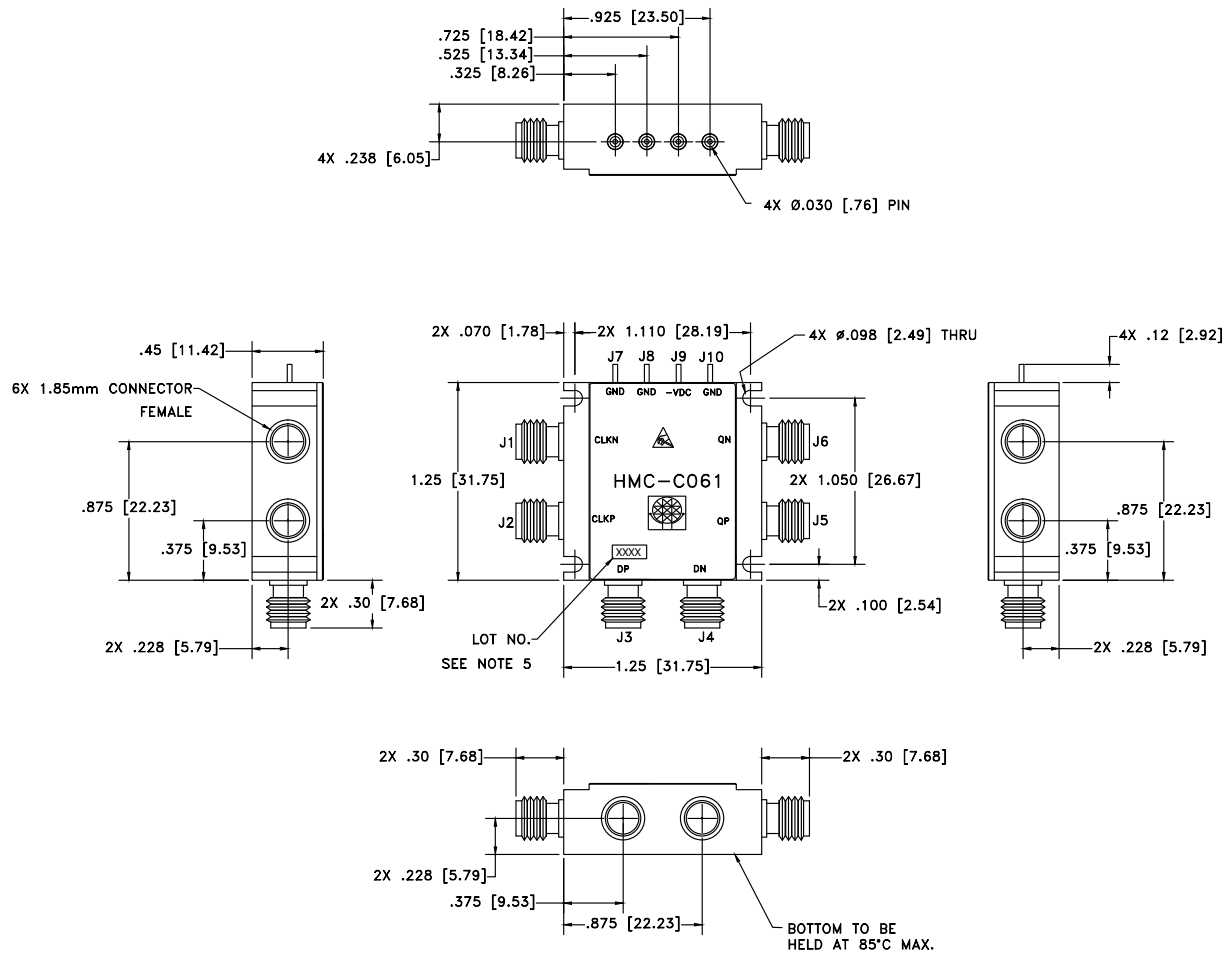 .925 [23.50]
.725 [18.42]
.525 [13.34]
.325 [8.26]
4X .238 [6.05]
4X Ø.030 [.76] PIN
2X .070 [1.78]
2X 1.110 [28.19]
4X Ø.098 [2.49] THRU
4X .12 [2.92]
.45 [11.42]
J7 J8 J9 J10
GND GND -VDC GND
6X 1.85mm CONNECTOR
FEMALE
J1
CLKN
QN
J6
1.25 [31.75]
HMC-C061
2X 1.050 [26.67]
.875 [22.23]
.875 [22.23]
J2
CLKP
QP
J5
.375 [9.53]
XXXX
.375 [9.53]
DP
DN
2X .30 [7.68]
2X .100 [2.54]
LOT NO.
SEE NOTE 5
J3
J4
2X .228 [5.79]
1.25 [31.75]
2X .228 [5.79]
2X .30 [7.68]
2X .30 [7.68]
2X .228 [5.79]
.375 [9.53]
.875 [22.23]
BOTTOM TO BE
HELD AT 85°C MAX.